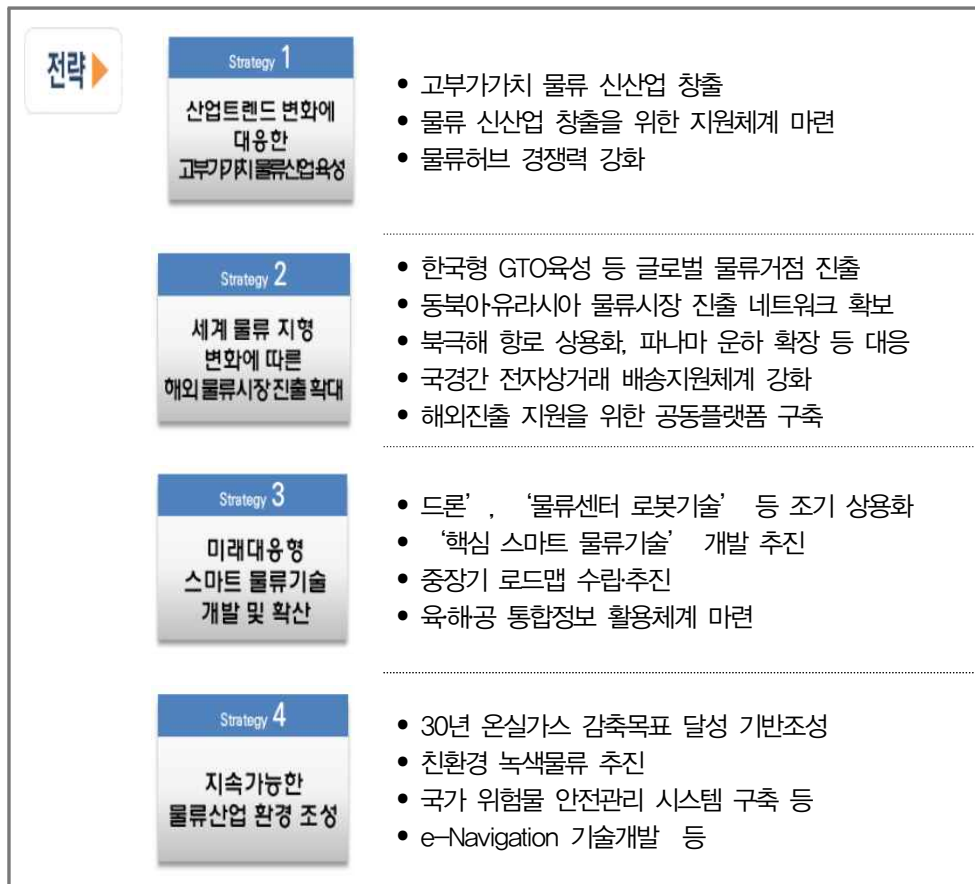 전략
Strategy 1
산업트렌드 변화에
대응한
고부가가치 물류산업 육성
• 고부가가치 물류 신산업 창출
• 물류 신산업 창출을 위한 지원체계 마련
• 물류허브 경쟁력 강화
Strategy 2
세계 물류 지형
변화에 따른
해외 물류시장 진출 확대
• 한국형 GTO육성 등 글로벌 물류거점 진출
• 동북아·유라시아 물류시장 진출 네트워크 확보
• 북극해 항로 상용화, 파나마 운하 확장 등 대응
• 국경간 전자상거래 배송지원체계 강화
• 해외진출 지원을 위한 공동플랫폼 구축
Strategy 3
미래대응형
스마트 물류기술
개발 및 확산
• 드론’, ‘물류센터 로봇기술’ 등 조기 상용화
• ‘핵심 스마트 물류기술’ 개발 추진
• 중장기 로드맵 수립·추진
• 육·해·공 통합정보 활용체계 마련
Strategy 4
지속가능한
물류산업 환경 조성
• 30년 온실가스 감축목표 달성 기반조성
• 친환경 녹색물류 추진
• 국가 위험물 안전관리 시스템 구축 등
• e-Navigation 기술개발 등